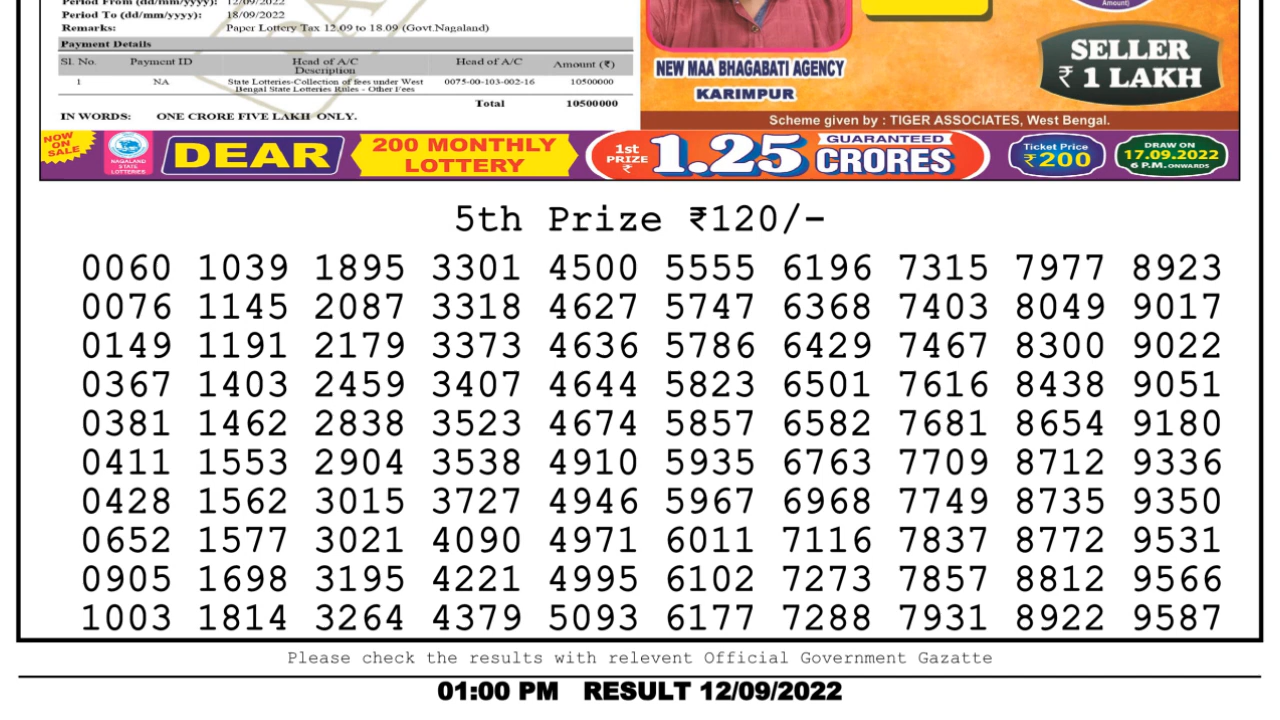 Period From (dd/mm/yyyy): 12/09/2022
Period To (dd/mm/yyyy): 18/09/2022
Remarks: Paper Lottery Tax 12.09 to 18.09 (Govt.Nagaland)
Payment Details
Sl. No. Payment ID Head of A/C Description Head of A/C Amount (₹)
1 NA State Lotteries-Collection of fees under West Bengal State Lotteries Rules - Other Fees 0075-00-103-002-16 10500000
Total 10500000
IN WORDS: ONE CRORE FIVE LAKH ONLY.
Amount)
NEW MAA BHAGABATI AGENCY
KARIMPUR
SELLER
₹ 1 LAKH
Scheme given by : TIGER ASSOCIATES, West Bengal.
NOW ON SALE
NAGALAND STATE LOTTERIES
DEAR
200 MONTHLY LOTTERY
1st PRIZE ₹ 1.25 GUARANTEED CRORES
Ticket Price ₹200
DRAW ON 17.09.2022 6 P.M. ONWARDS
5th Prize ₹120/-
0060 1039 1895 3301 4500 5555 6196 7315 7977 8923
0076 1145 2087 3318 4627 5747 6368 7403 8049 9017
0149 1191 2179 3373 4636 5786 6429 7467 8300 9022
0367 1403 2459 3407 4644 5823 6501 7616 8438 9051
0381 1462 2838 3523 4674 5857 6582 7681 8654 9180
0411 1553 2904 3538 4910 5935 6763 7709 8712 9336
0428 1562 3015 3727 4946 5967 6968 7749 8735 9350
0652 1577 3021 4090 4971 6011 7116 7837 8772 9531
0905 1698 3195 4221 4995 6102 7273 7857 8812 9566
1003 1814 3264 4379 5093 6177 7288 7931 8922 9587
Please check the results with relevent Official Government Gazatte
01:00 PM RESULT 12/09/2022